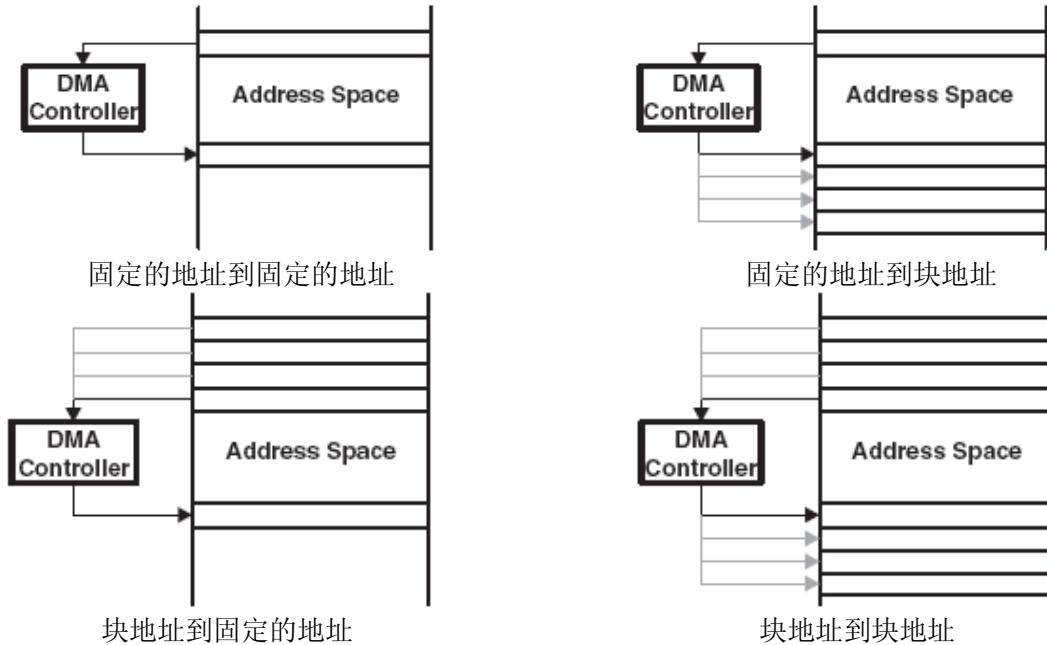 DMA
Controller
Address Space
固定的地址到固定的地址
DMA
Controller
Address Space
固定的地址到块地址
DMA
Controller
Address Space
块地址到固定的地址
DMA
Controller
Address Space
块地址到块地址